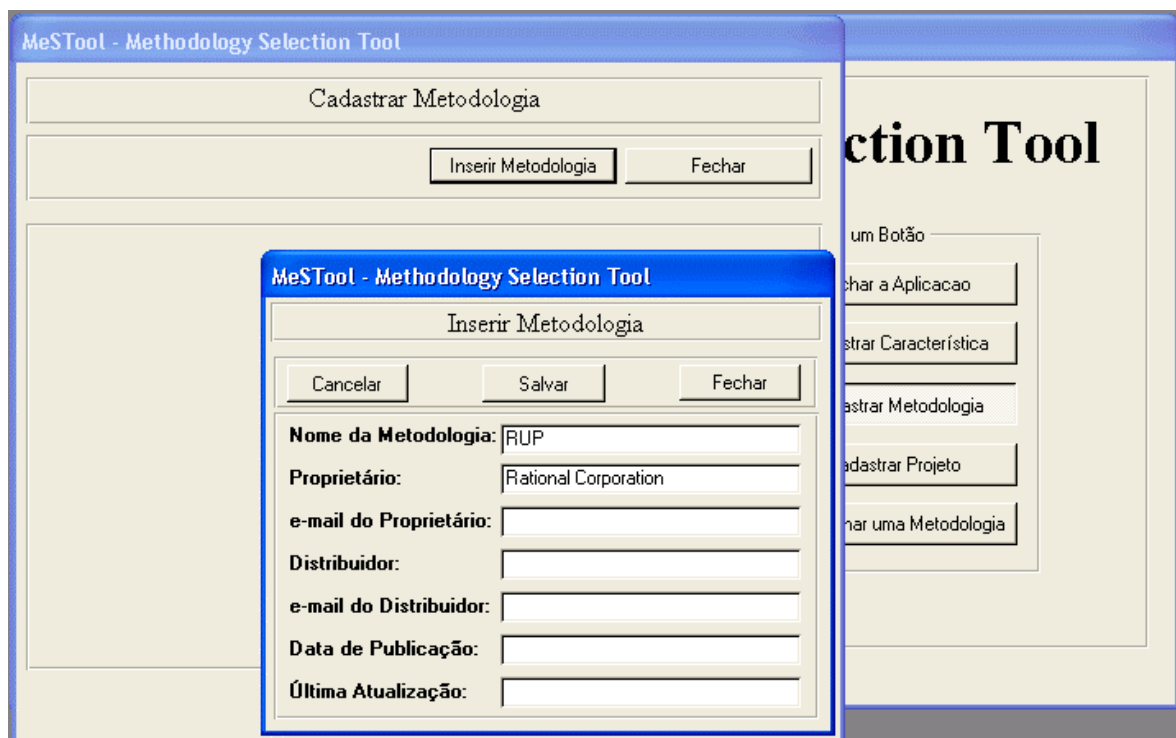 MeSTool - Methodology Selection Tool
Cadastrar Metodologia
Inserir Metodologia
Fechar
ction Tool
um Botão
char a Aplicacao
strar Característica
astrar Metodologia
adastrar Projeto
nar uma Metodologia
MeSTool - Methodology Selection Tool
Inserir Metodologia
Cancelar
Salvar
Fechar
Nome da Metodologia: RUP
Proprietário: Rational Corporation
e-mail do Proprietário:
Distribuidor:
e-mail do Distribuidor:
Data de Publicação:
Última Atualização: